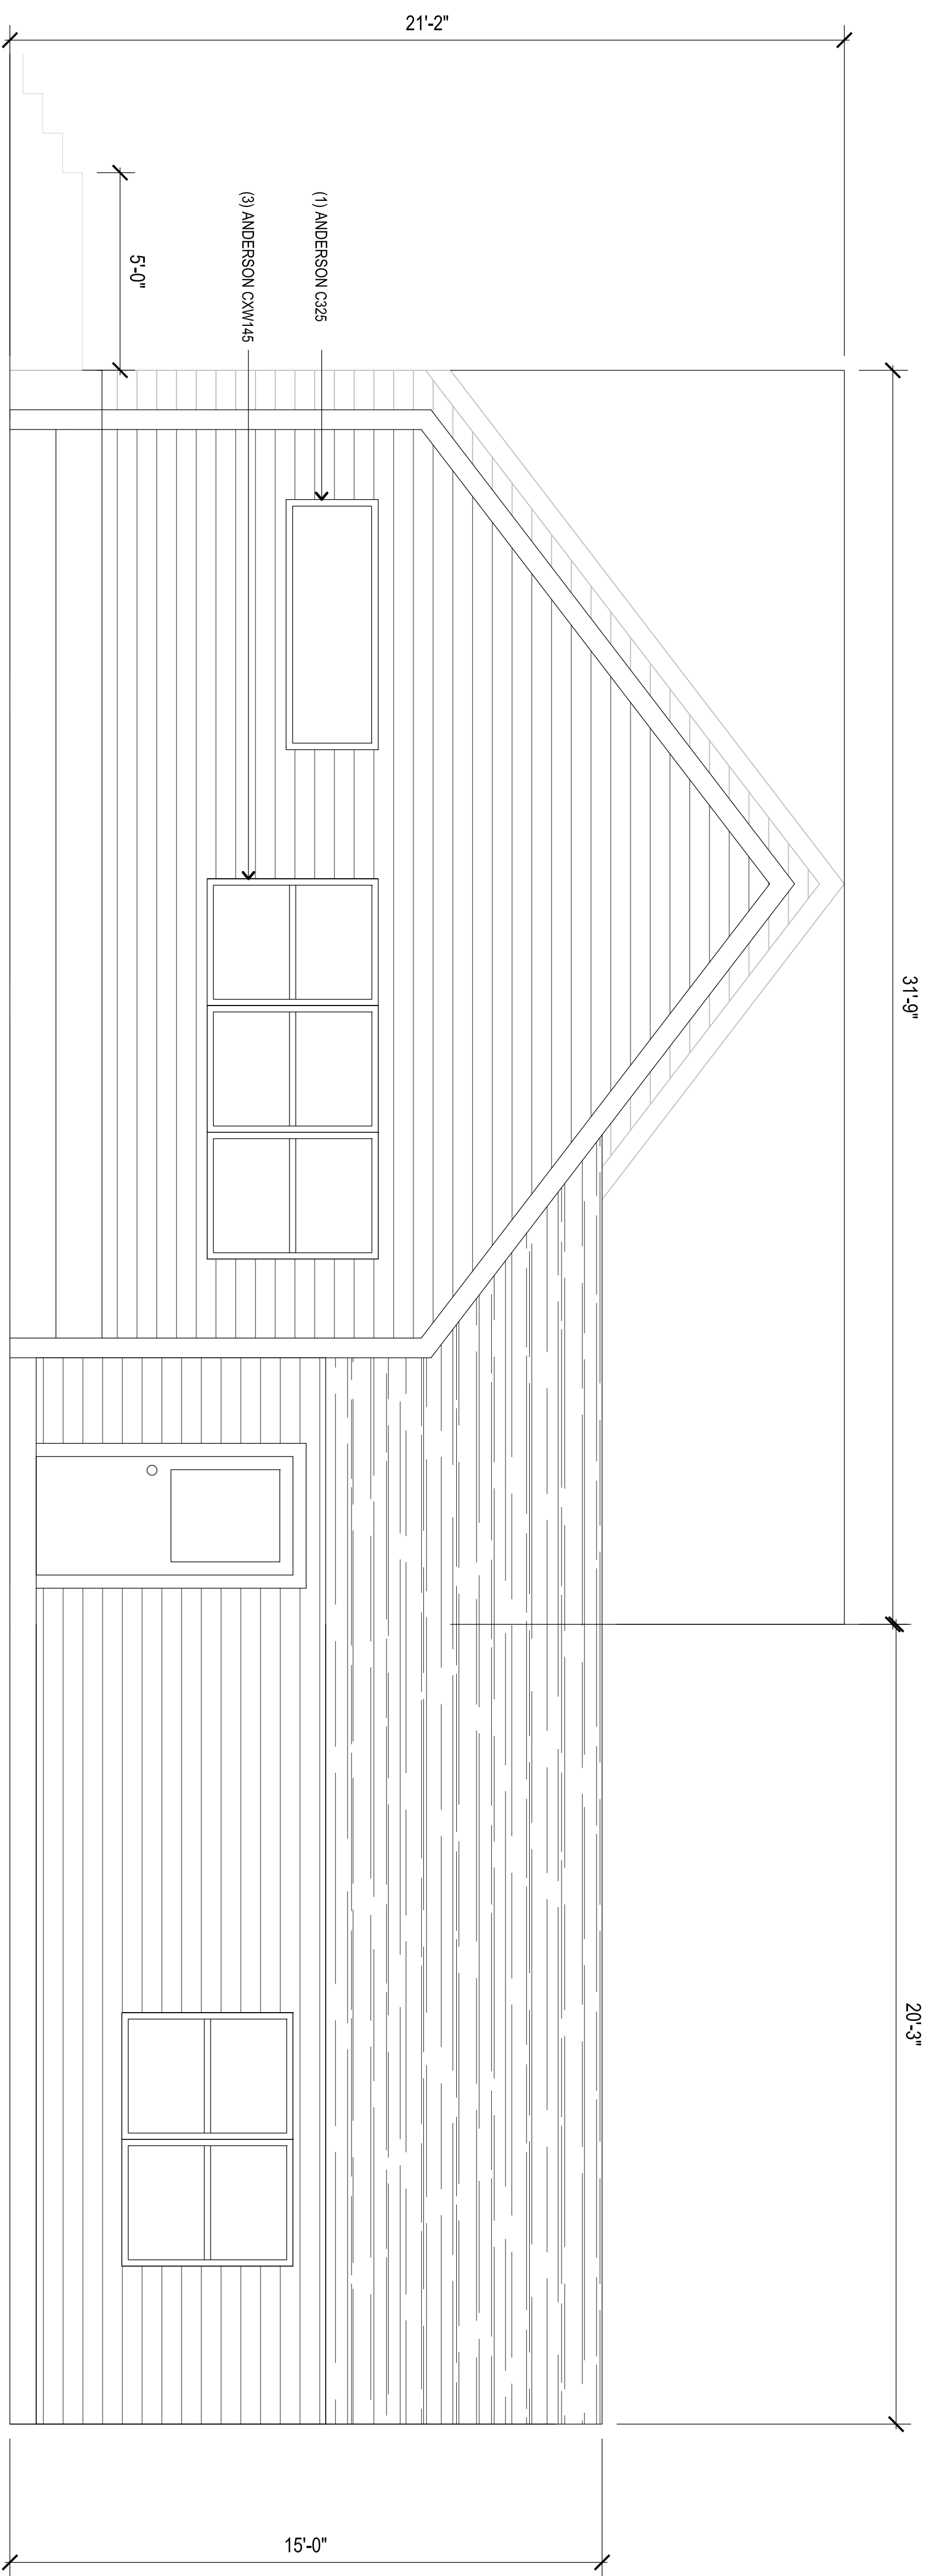 21'-2"
31'-9"
20'-3"
5'-0"
(1) ANDERSON C325
(3) ANDERSON CXW145
15'-0"